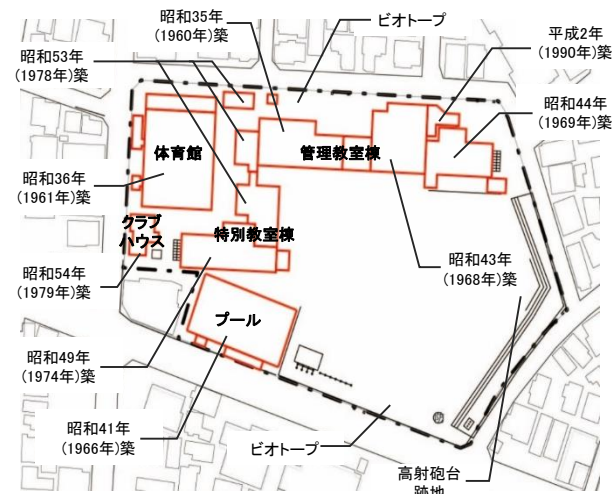 昭和35年
(1960年)築
ビオトープ
平成2年
(1990年)築
昭和53年
(1978年)築
昭和44年
(1969年)築
体育館
管理教室棟
昭和36年
(1961年)築
クラブ
ハウス
特別教室棟
昭和43年
(1968年)築
昭和54年
(1979年)築
プール
昭和49年
(1974年)築
昭和41年
(1966年)築
ビオトープ
高射砲台
跡地